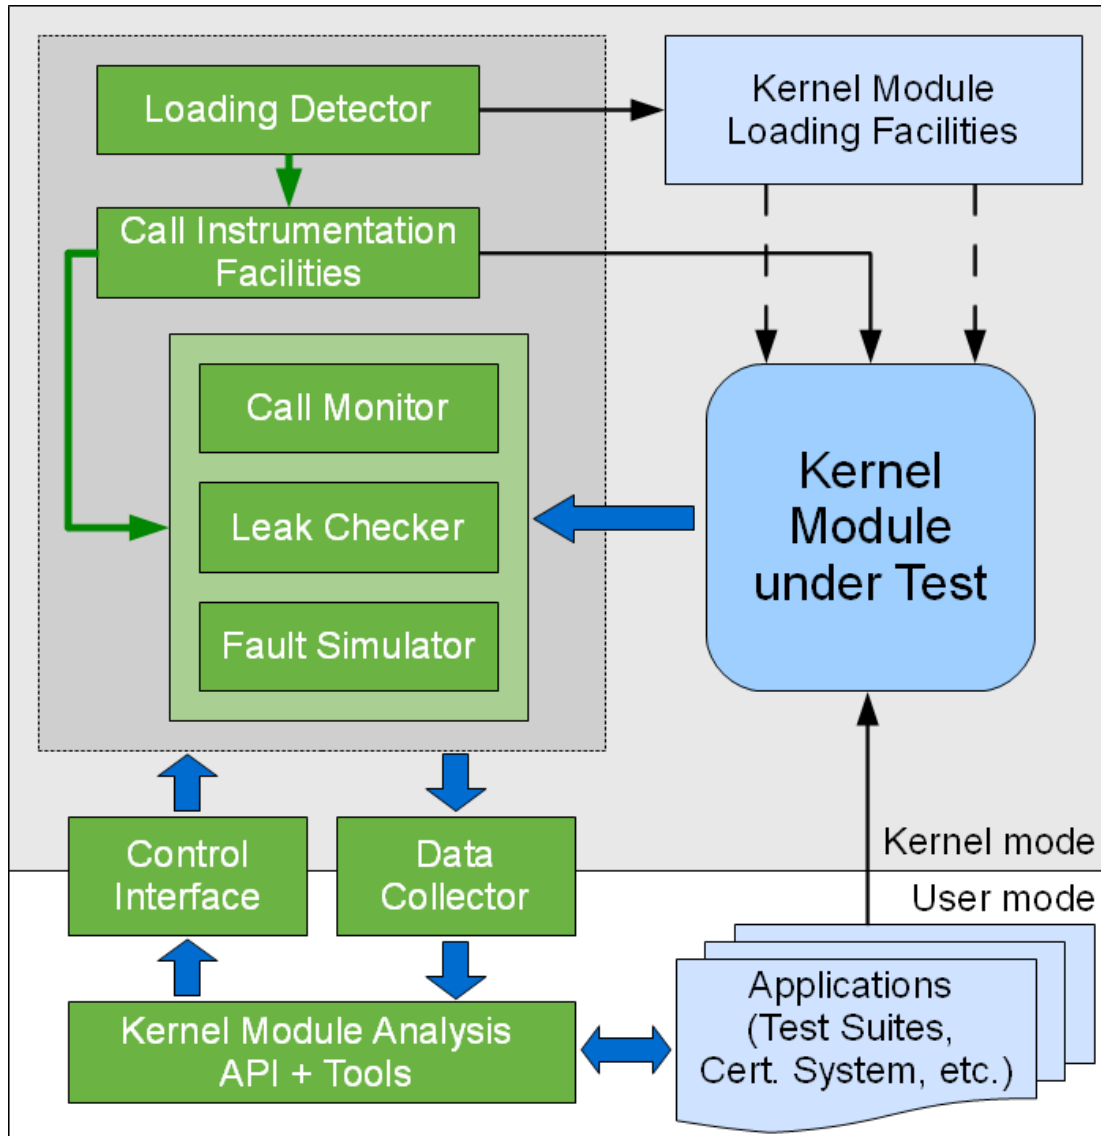 Loading Detector
Kernel Module
Loading Facilities
Call Instrumentation
Facilities
Call Monitor
Leak Checker
Fault Simulator
Kernel
Module
under Test
Control
Interface
Data
Collector
Kernel mode
User mode
Kernel Module Analysis
API + Tools
Applications
(Test Suites,
Cert. System, etc.)